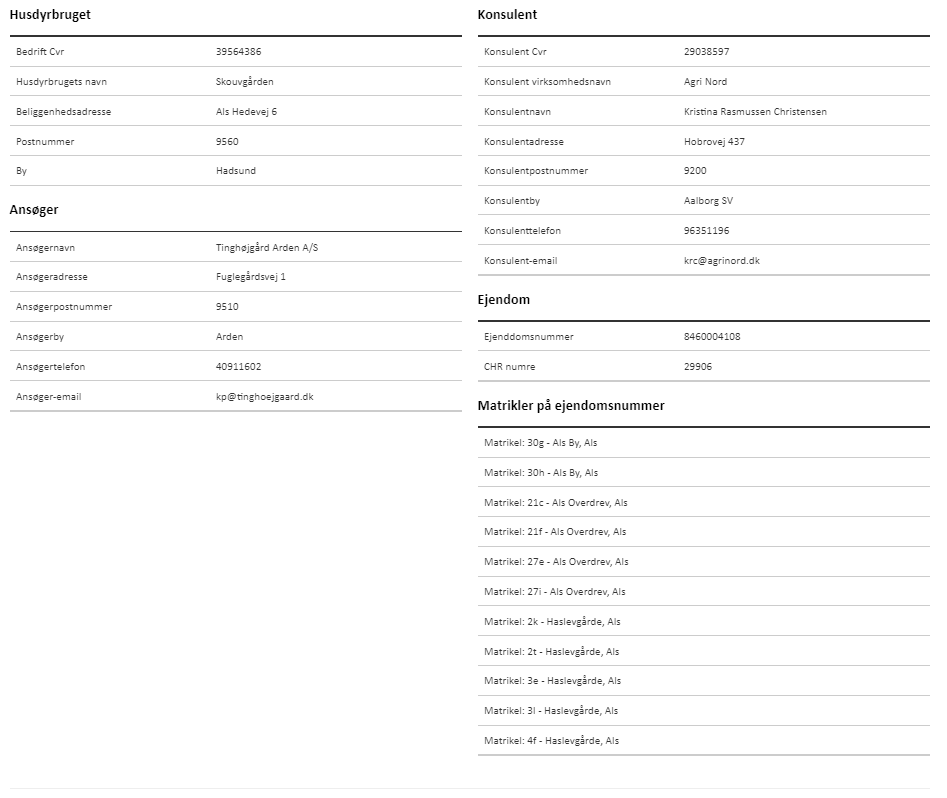 Husdyrbruget
Bedrift Cvr 39564386
Husdyrbrugets navn Skouvgården
Beliggenhedsadresse Als Hedevej 6
Postnummer 9560
By Hadsund
Ansøger
Ansøgernavn Tinghøjgård Arden A/S
Ansøgeradresse Fuglegårdsvej 1
Ansøgerpostnummer 9510
Ansøgerby Arden
Ansøgertelefon 40911602
Ansøger-email kp@tinghoejgaard.dk
Konsulent
Konsulent Cvr 29038597
Konsulent virksomhedsnavn Agri Nord
Konsulentnavn Kristina Rasmussen Christensen
Konsulentadresse Hobrovej 437
Konsulentpostnummer 9200
Konsulentby Aalborg SV
Konsulenttelefon 96351196
Konsulent-email krc@agrinord.dk
Ejendom
Ejenddomsnummer 8460004108
CHR numre 29906
Matrikler på ejendomsnummer
Matrikel: 30g - Als By, Als
Matrikel: 30h - Als By, Als
Matrikel: 21c - Als Overdrev, Als
Matrikel: 21f - Als Overdrev, Als
Matrikel: 27e - Als Overdrev, Als
Matrikel: 27i - Als Overdrev, Als
Matrikel: 2k - Haslevgårde, Als
Matrikel: 2t - Haslevgårde, Als
Matrikel: 3e - Haslevgårde, Als
Matrikel: 3l - Haslevgårde, Als
Matrikel: 4f - Haslevgårde, Als